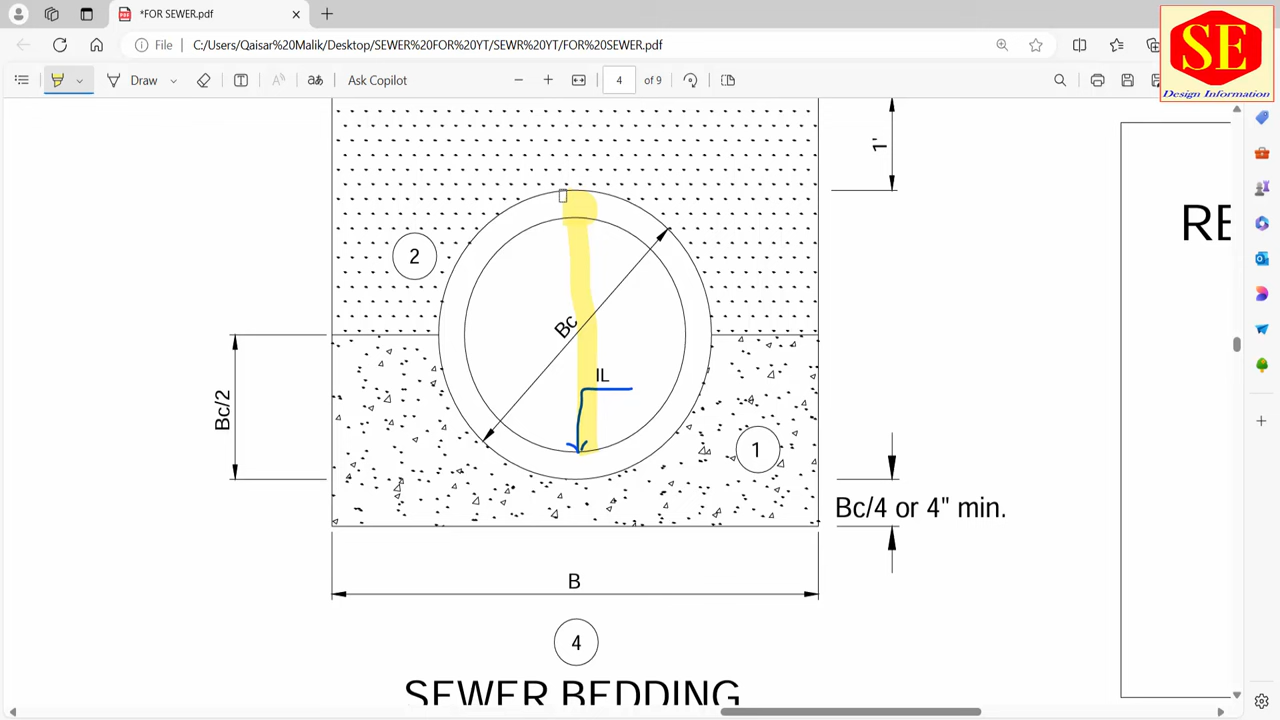 *FOR SEWER.pdf
File
C:/Users/Qaisar%20Malik/Desktop/SEWER%20FOR%20YT/SEWR%20YT/FOR%20SEWER.pdf
SE
Design Information
Draw
Ask Copilot
4
of 9
1'
RE
2
Bc
IL
Bc/2
1
Bc/4 or 4" min.
B
4
SEWER BEDDING